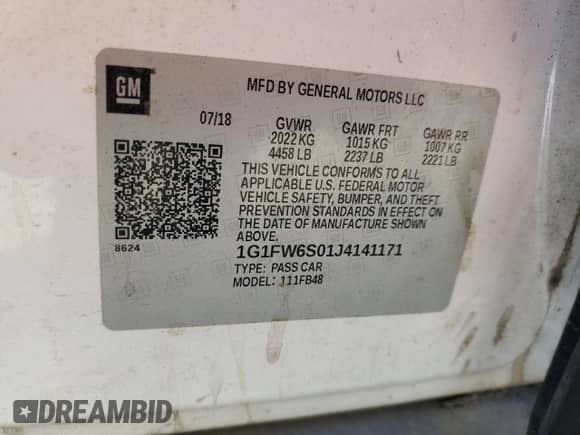 GM
MFD BY GENERAL MOTORS LLC
07/18 GVWR GAWR FRT GAWR RR
2022 KG 1015 KG 1007 KG
4458 LB 2237 LB 2221 LB
THIS VEHICLE CONFORMS TO ALL
APPLICABLE U.S. FEDERAL MOTOR
VEHICLE SAFETY, BUMPER, AND THEFT
PREVENTION STANDARDS IN EFFECT ON
THE DATE OF MANUFACTURE SHOWN
ABOVE.
8624
1G1FW6S01J4141171
TYPE: PASS CAR
MODEL: 111FB48
DREAMBID